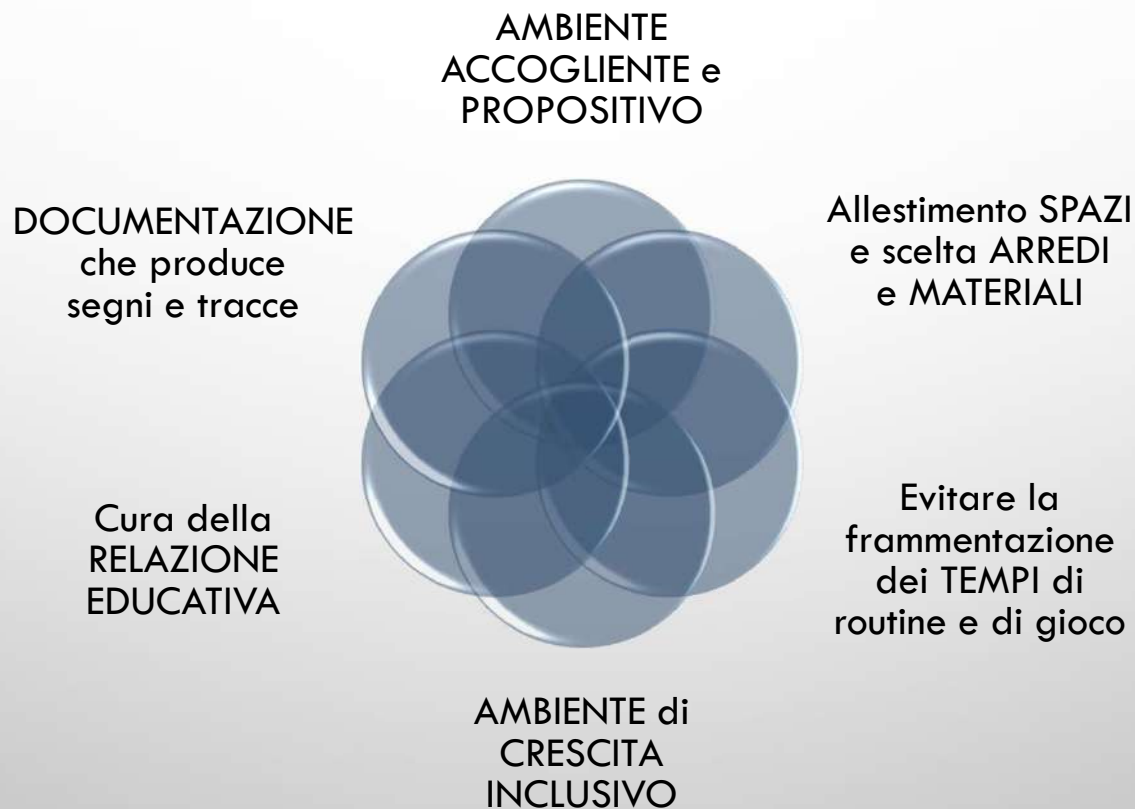 AMBIENTE
ACCOGLIENTE e
PROPOSITIVO
Allestimento SPAZI
e scelta ARREDI
e MATERIALI
Evitare la
frammentazione
dei TEMPI di
routine e di gioco
AMBIENTE di
CRESCITA
INCLUSIVO
Cura della
RELAZIONE
EDUCATIVA
DOCUMENTAZIONE
che produce
segni e tracce